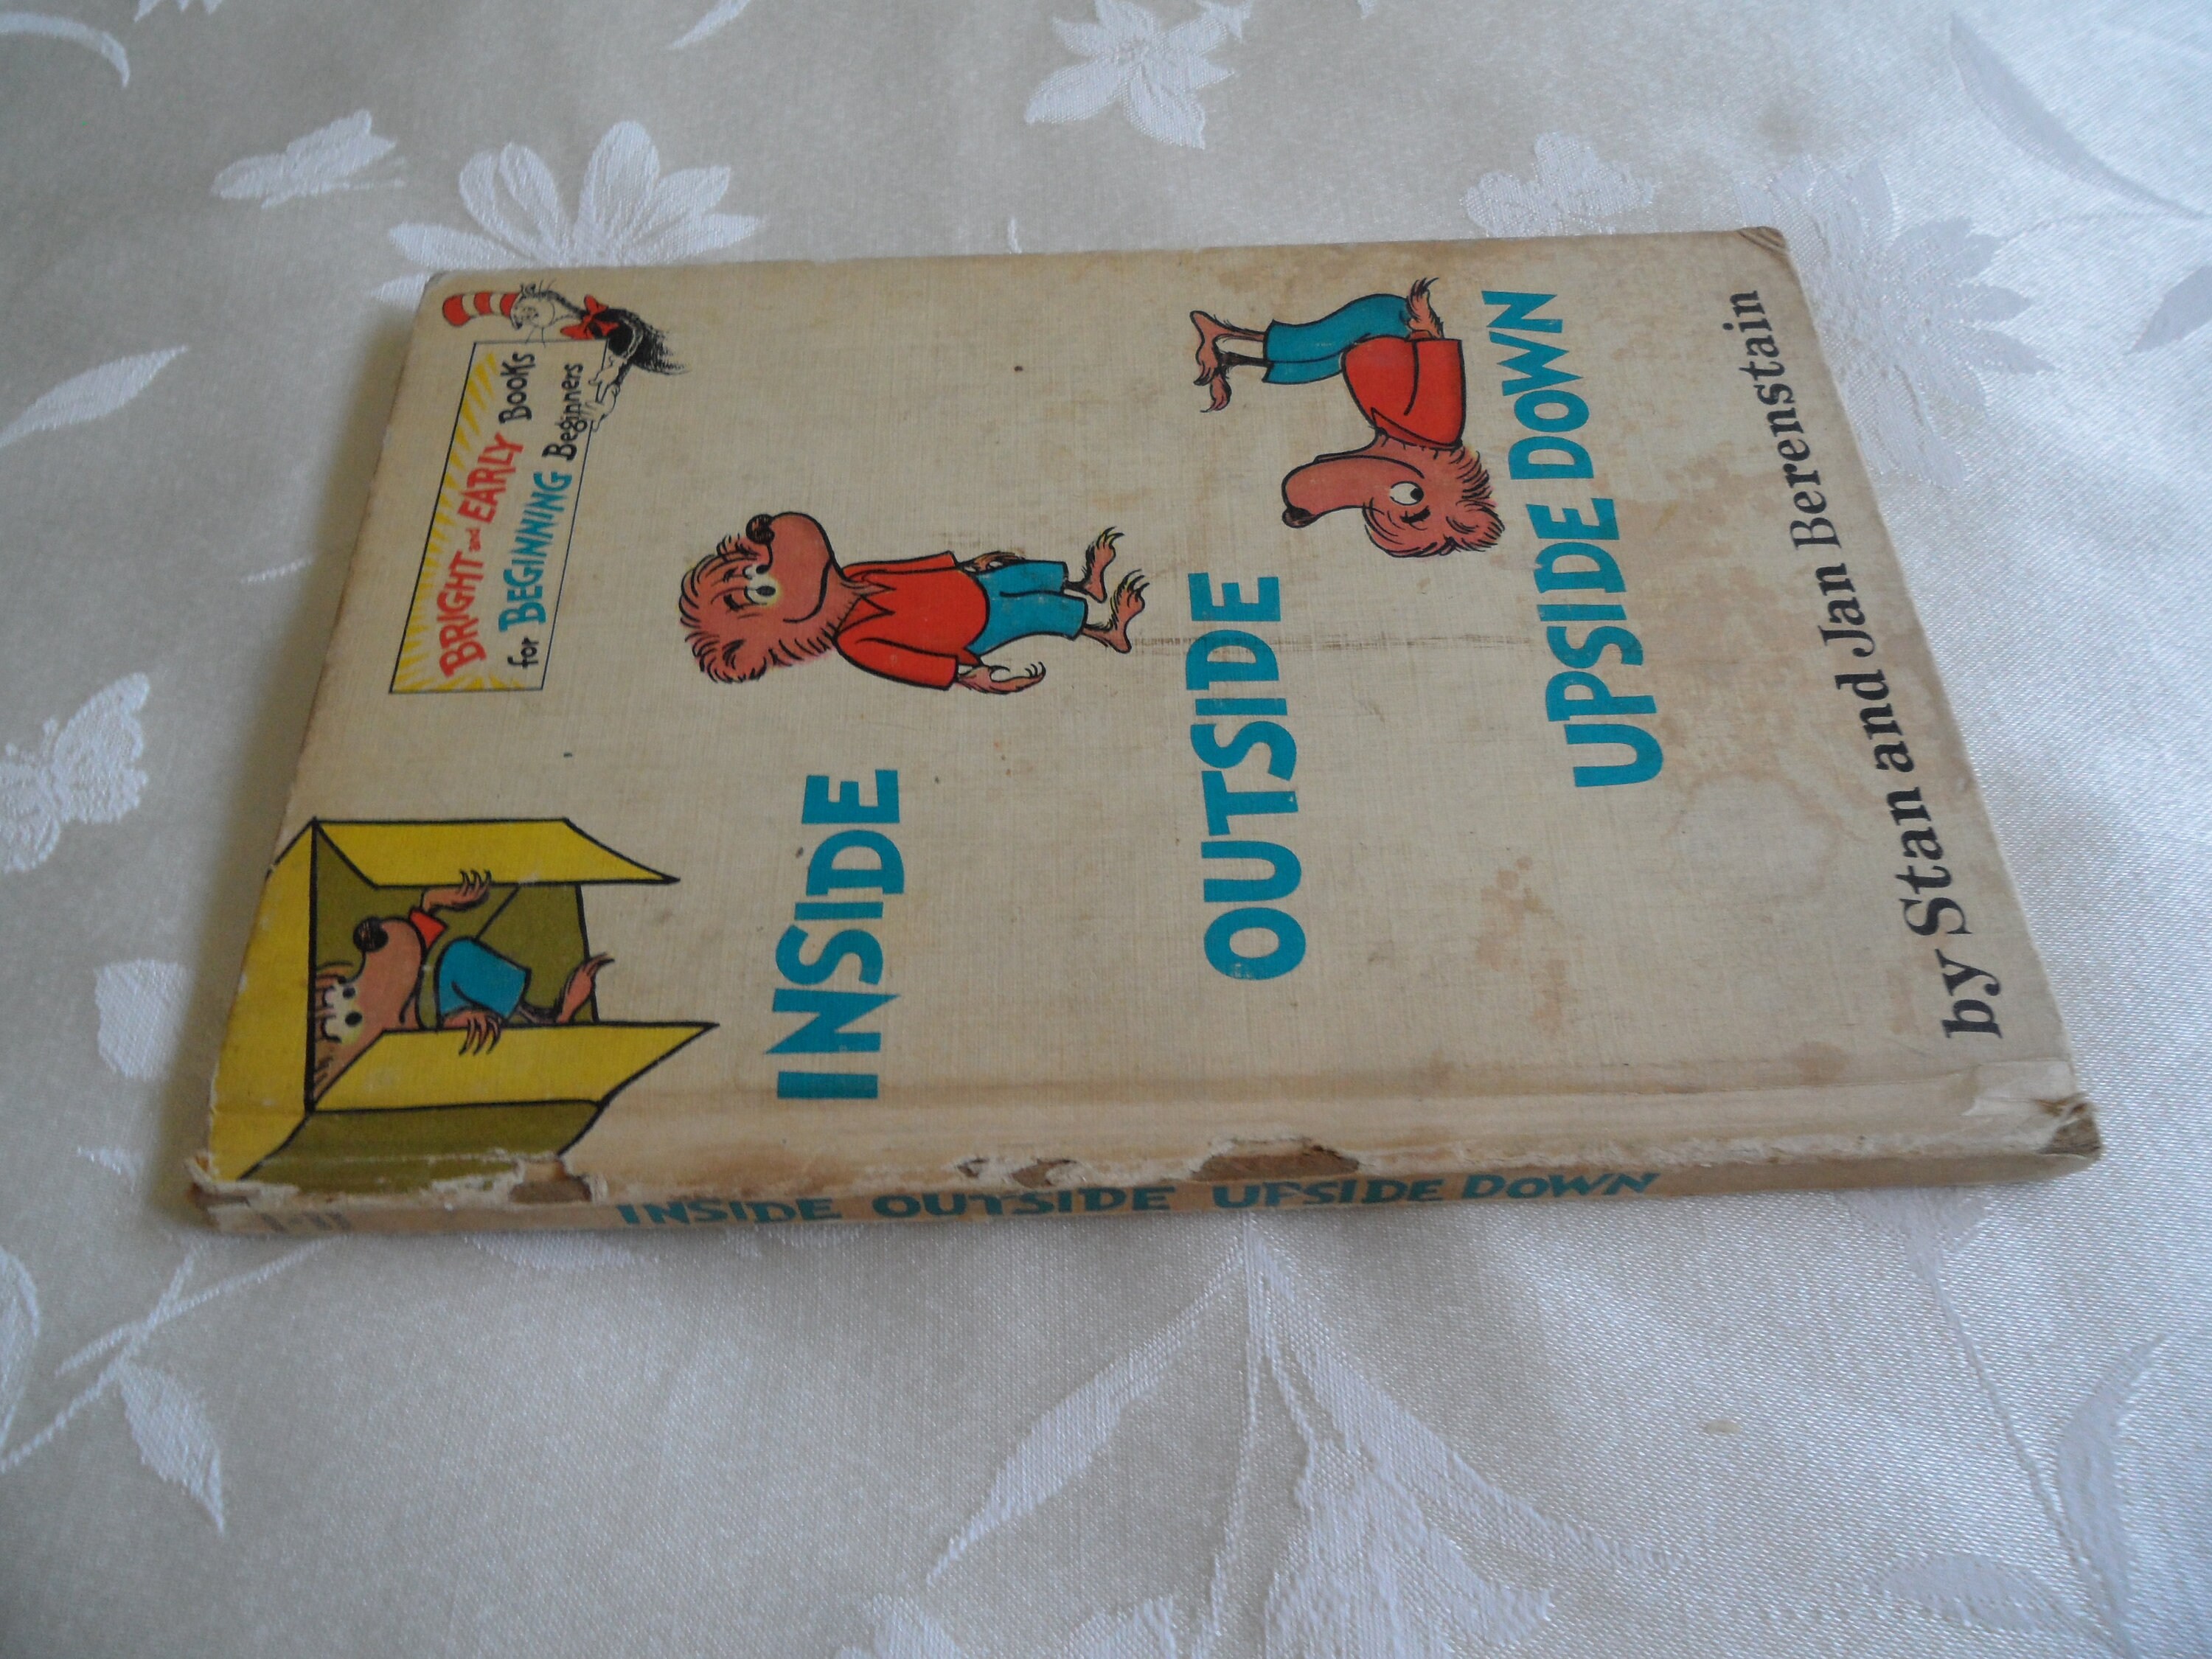 BRIGHT and EARLY Books
for BEGINNING Beginners
INSIDE
OUTSIDE
UPSIDE DOWN
by Stan and Jan Berenstain
INSIDE OUTSIDE UPSIDE DOWN